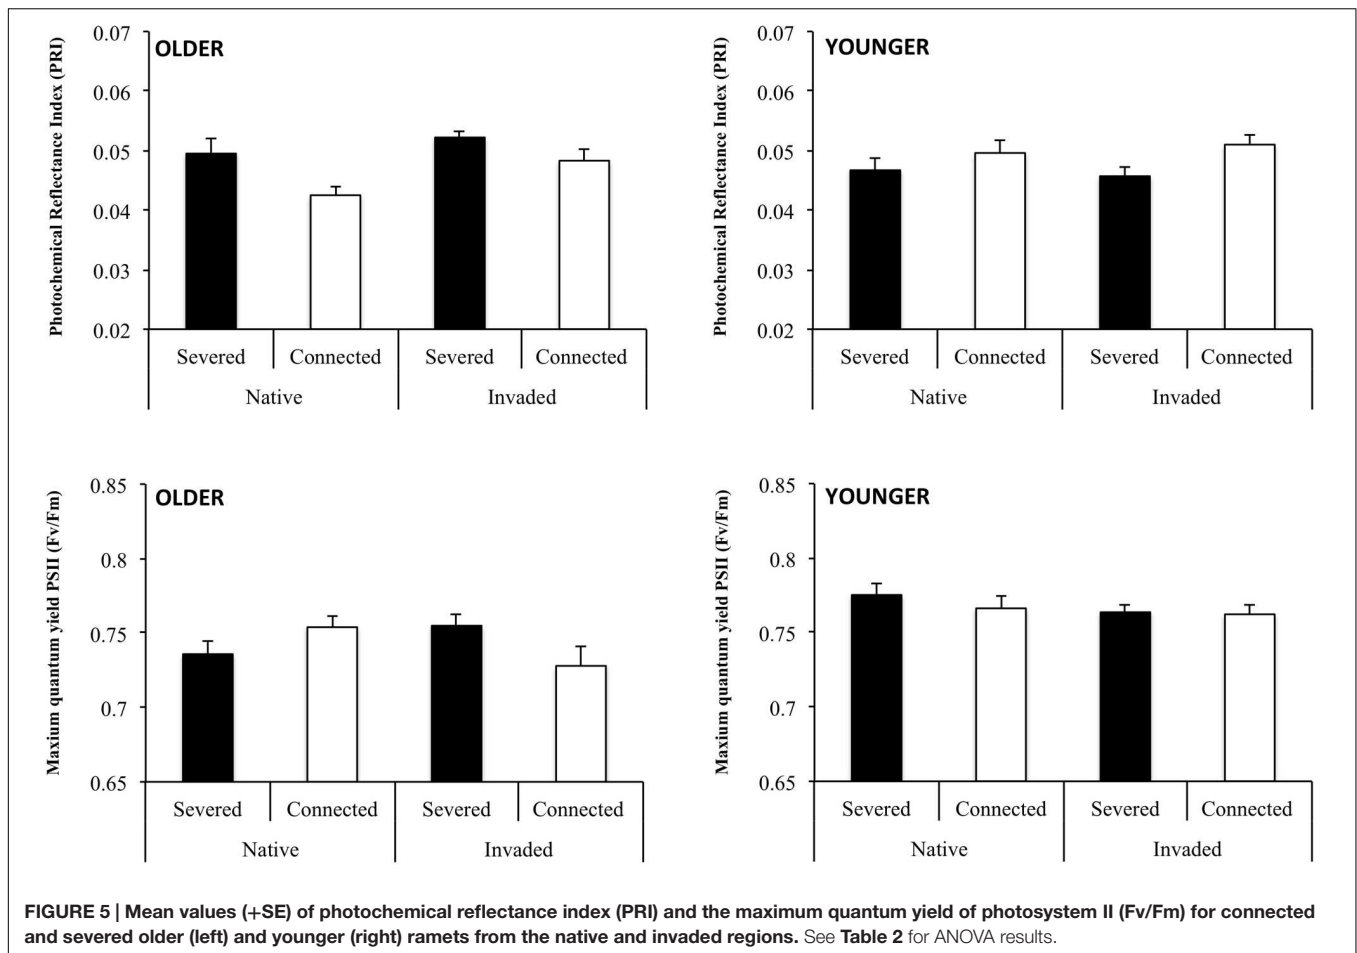 Photochemical Reflectance Index (PRI)
OLDER
0.07
0.06
0.05
0.04
0.03
0.02
Severed
Connected
Severed
Connected
Native
Invaded
Photochemical Reflectance Index (PRI)
YOUNGER
0.07
0.06
0.05
0.04
0.03
0.02
Severed
Connected
Severed
Connected
Native
Invaded
Maxium quantum yield PSII (Fv/Fm)
OLDER
0.85
0.8
0.75
0.7
0.65
Severed
Connected
Severed
Connected
Native
Invaded
Maxium quantum yield PSII (Fv/Fm)
YOUNGER
0.85
0.8
0.75
0.7
0.65
Severed
Connected
Severed
Connected
Native
Invaded
FIGURE 5 | Mean values (+SE) of photochemical reflectance index (PRI) and the maximum quantum yield of photosystem II (Fv/Fm) for connected
and severed older (left) and younger (right) ramets from the native and invaded regions. See Table 2 for ANOVA results.